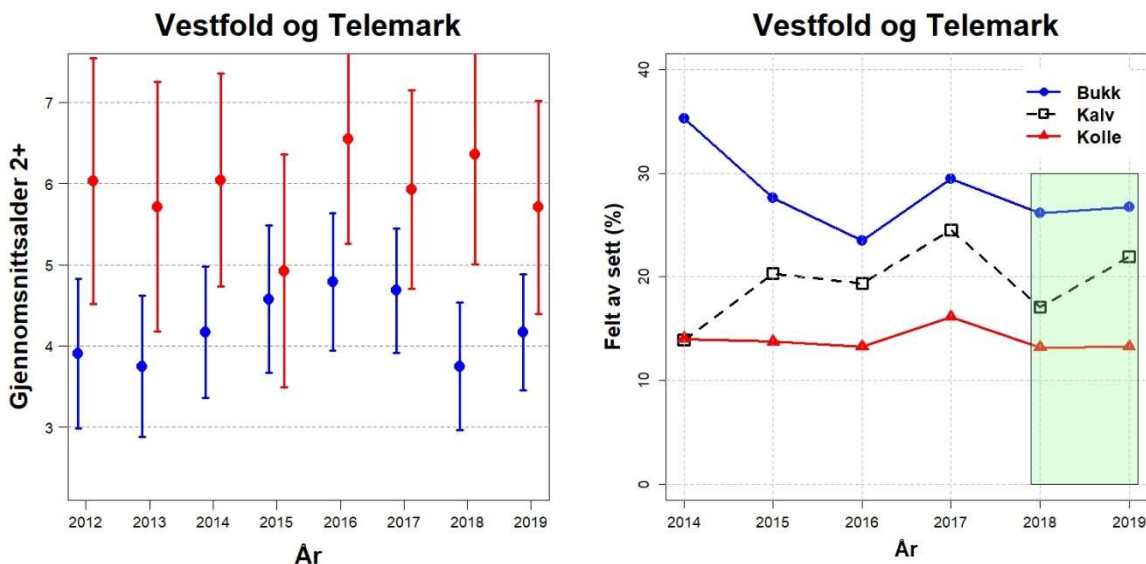 Vestfold og Telemark
Gjennomsnittsalder 2+
7
6
5
4
3
2012 2013 2014 2015 2016 2017 2018 2019
År
Vestfold og Telemark
Felt av sett (%)
40
30
20
10
0
Bukk
Kalv
Kolle
2014 2015 2016 2017 2018 2019
År